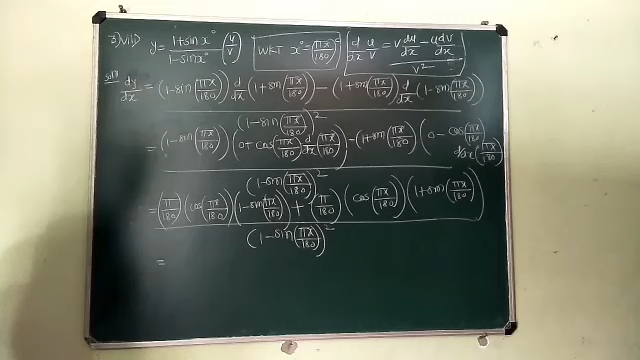 3) viii) y = (1+sin x°)/(1−sin x°) (u/v) WKT x° = (πx/180)ᶜ d/dx u/v = (v du/dx − u dv/dx)/v²
soln dy/dx = (1−sin(πx/180)) d/dx (1+sin(πx/180)) − (1+sin(πx/180)) d/dx (1−sin(πx/180))
(1−sin(πx/180))²
= (1−sin(πx/180)) (0+cos(πx/180) d/dx(πx/180)) − (1+sin(πx/180)) (0−cos(πx/180) d/dx(πx/180))
(1−sin(πx/180))²
= (π/180) (cos(πx/180)) (1−sin(πx/180)) + (π/180) (cos(πx/180)) (1+sin(πx/180))
(1−sin(πx/180))²
=